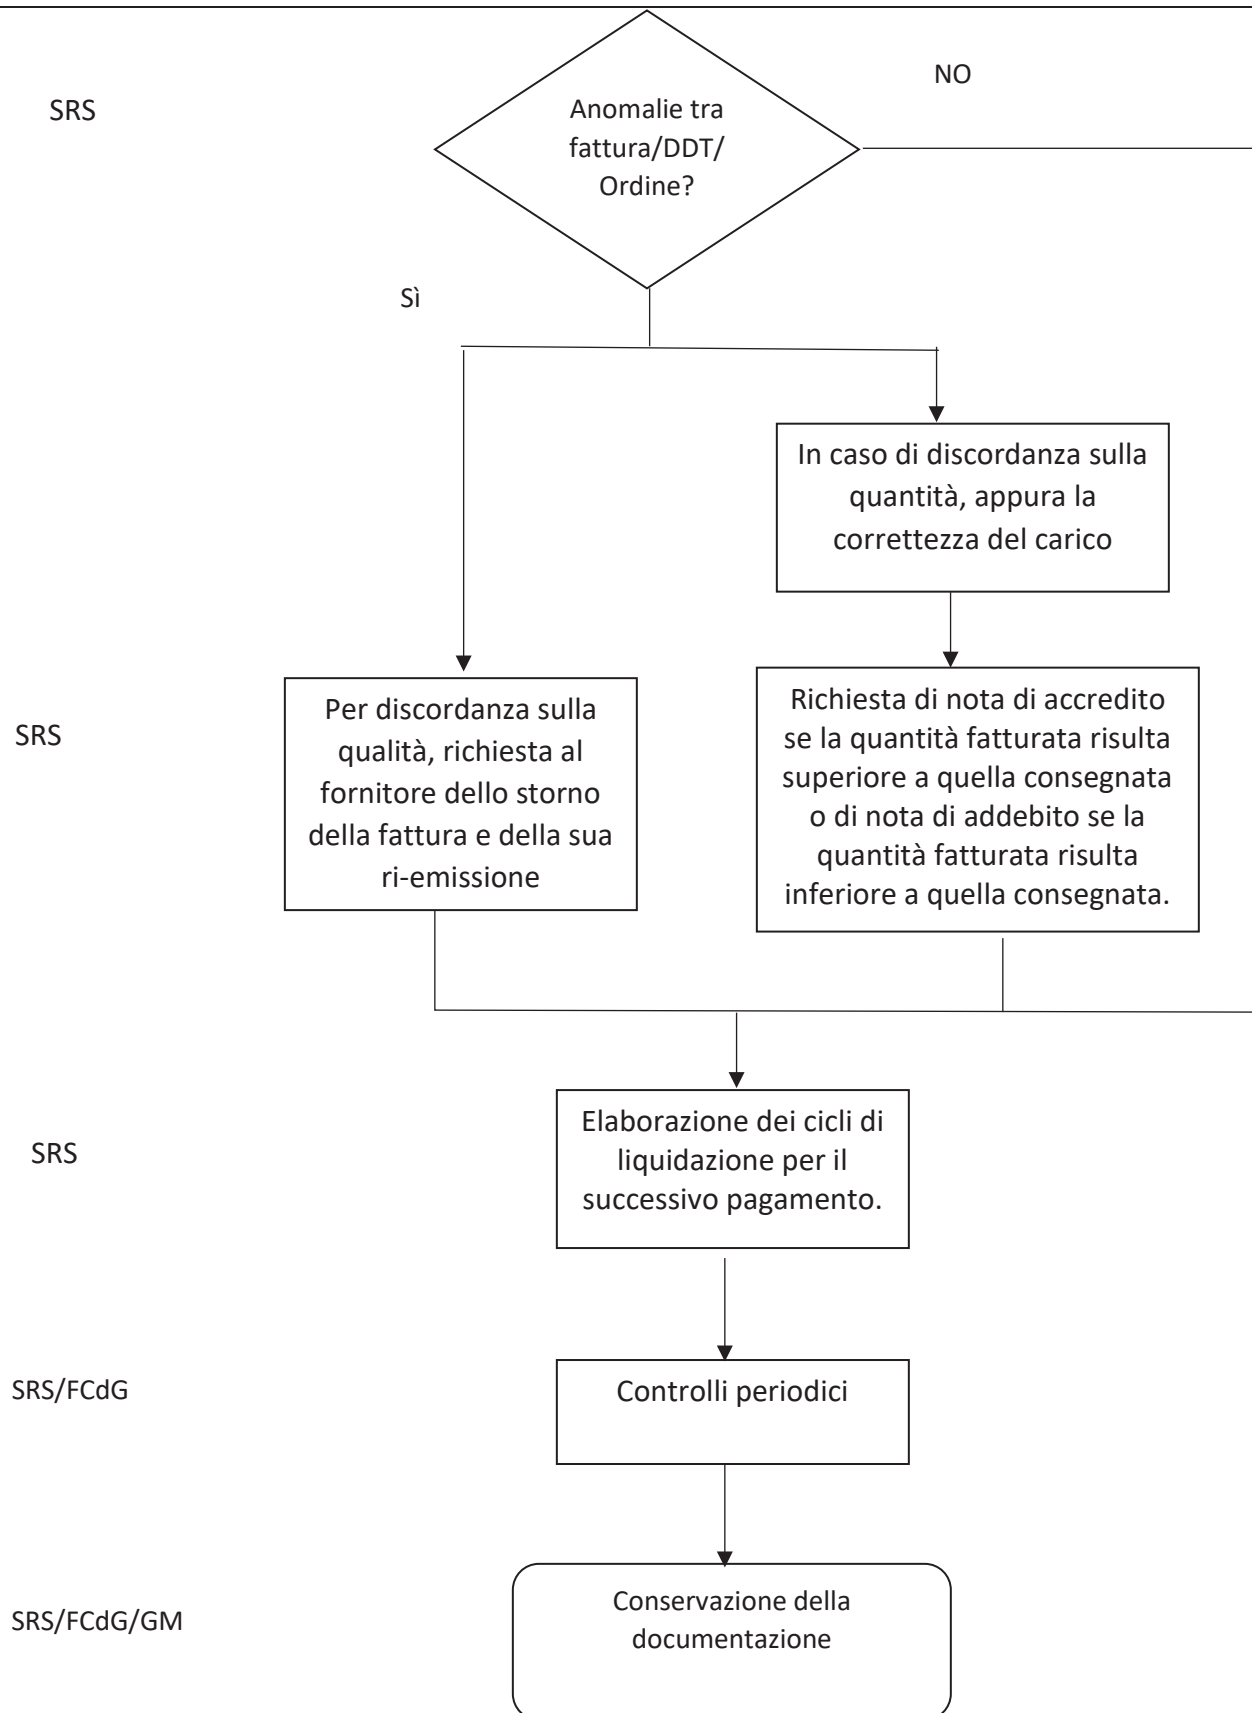 NO
SRS
Anomalie tra
fattura/DDT/
Ordine?
Sì
In caso di discordanza sulla
quantità, appura la
correttezza del carico
SRS
Per discordanza sulla
qualità, richiesta al
fornitore dello storno
della fattura e della sua
ri-emissione
Richiesta di nota di accredito
se la quantità fatturata risulta
superiore a quella consegnata
o di nota di addebito se la
quantità fatturata risulta
inferiore a quella consegnata.
SRS
Elaborazione dei cicli di
liquidazione per il
successivo pagamento.
SRS/FCdG
Controlli periodici
SRS/FCdG/GM
Conservazione della
documentazione